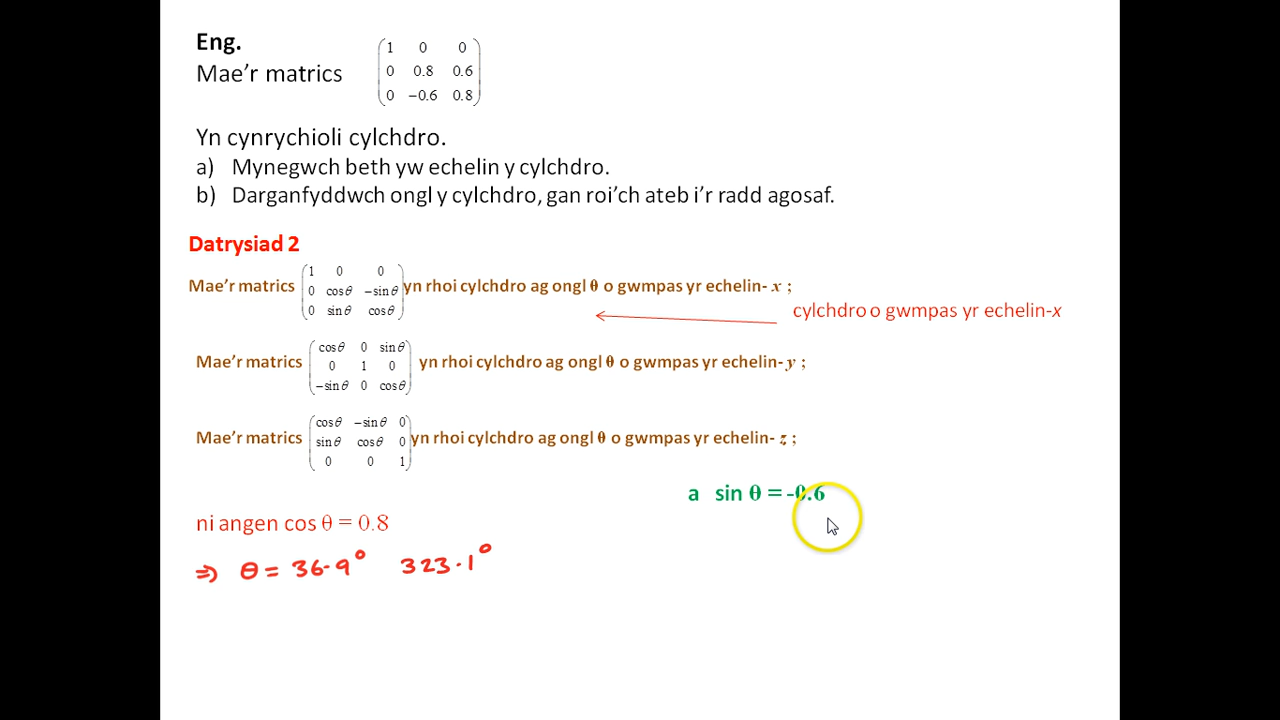 Eng.
Mae'r matrics
1 0 0
0 0.8 0.6
0 −0.6 0.8
Yn cynrychioli cylchdro.
a) Mynegwch beth yw echelin y cylchdro.
b) Darganfyddwch ongl y cylchdro, gan roi'ch ateb i'r radd agosaf.
Datrysiad 2
1 0 0
Mae'r matrics 0 cosθ −sinθ yn rhoi cylchdro ag ongl θ o gwmpas yr echelin- x ;
0 sinθ cosθ
cylchdro o gwmpas yr echelin-x
cosθ 0 sinθ
Mae'r matrics 0 1 0 yn rhoi cylchdro ag ongl θ o gwmpas yr echelin- y ;
−sinθ 0 cosθ
cosθ −sinθ 0
Mae'r matrics sinθ cosθ 0 yn rhoi cylchdro ag ongl θ o gwmpas yr echelin- z ;
0 0 1
a sin θ = -0.6
ni angen cos θ = 0.8
⇒ θ = 36.9° 323.1°